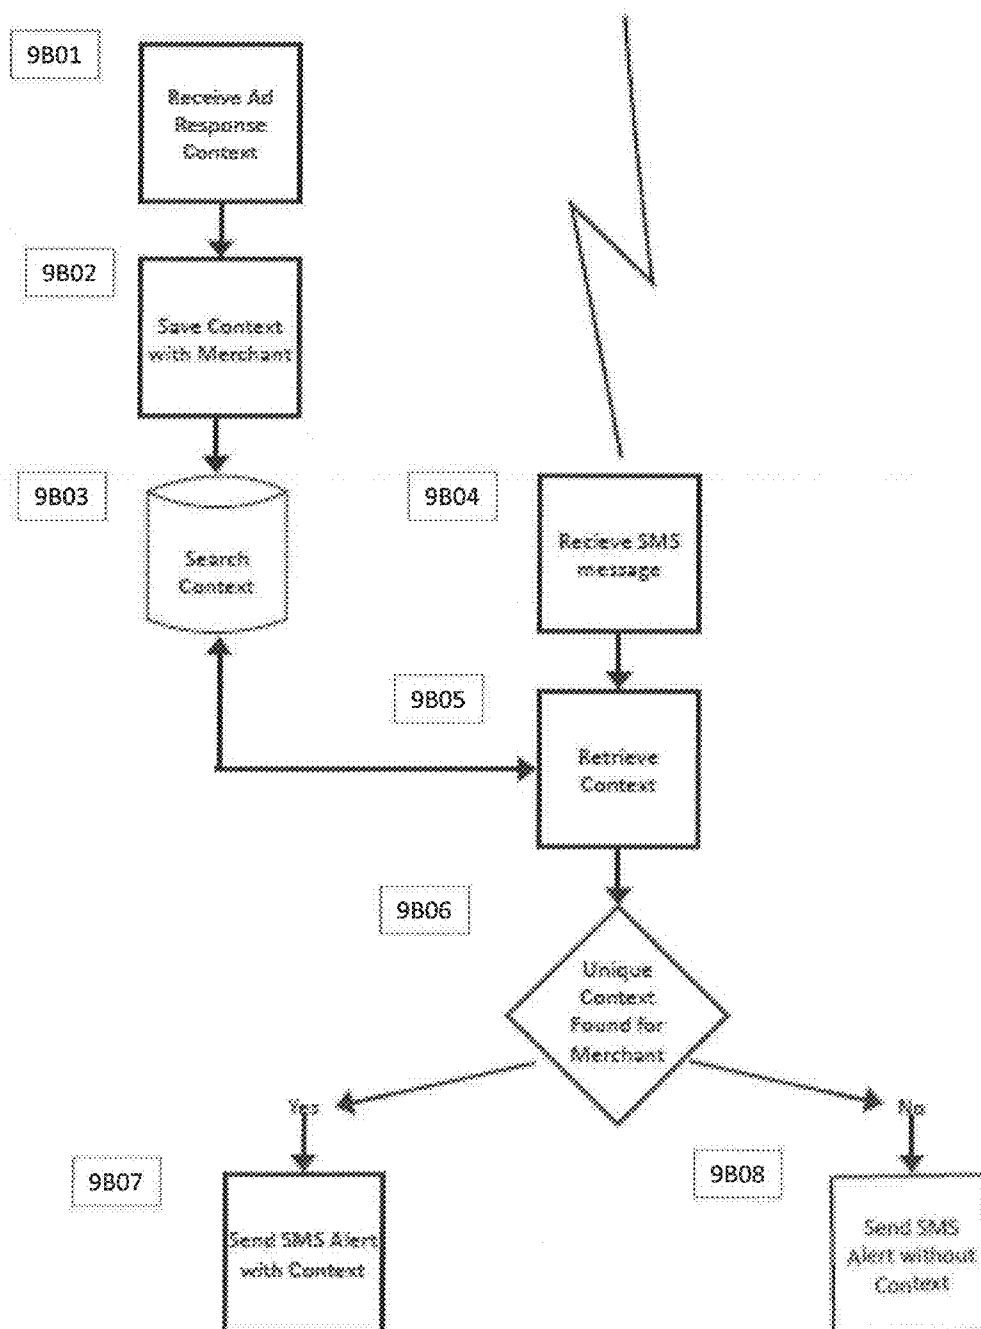 9B01
Receive Ad
Response
Context
9B02
Save Context
with Merchant
9B03
Search
Context
9B04
Recieve SMS
message
9B05
Retrieve
Context
9B06
Unique
Context
Found for
Merchant
Yes
No
9B07
Send SMS Alert
with Context
9B08
Send SMS
Alert without
Context